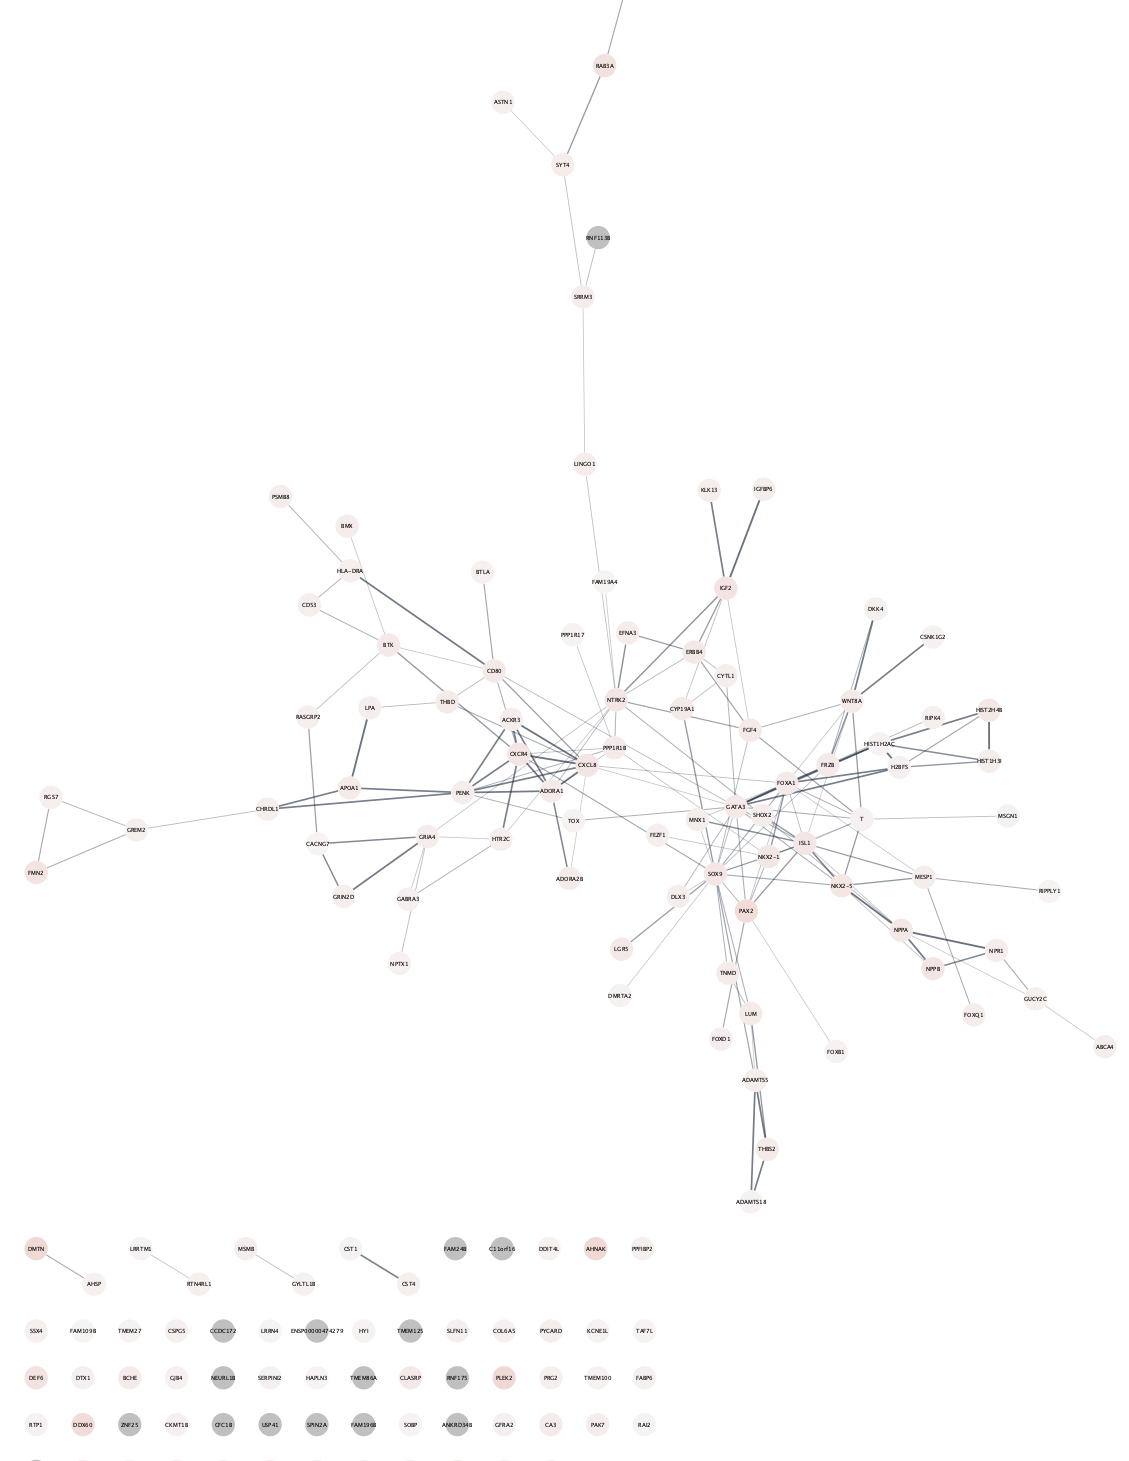 RAB3A
ASTN1
SYT4
RNF113B
SRRM3
LINGO1
KLK13
IGFBP6
PSMB8
BMX
HLA-DRA
BTLA
FAM19A4
IGF2
CD53
DKK4
PPP1R17
EFNA3
CSNK1G2
BTK
ERBB4
CD80
CYTL1
THBD
NTRK2
WNT8A
LPA
CYP19A1
HIST2H4B
RASGRP2
ACKR3
RIPK4
FGF4
PPP1R1B
HIST1H2AC
CXCR4
CXCL8
FRZB
H2BFS
HIST1H3I
APOA1
PENK
ADORA1
FOXA1
RGS7
CHRDL1
GATA3
SHOX2
MNX1
TOX
T
MSGN1
GREM2
FEZF1
GRIA4
HTR2C
CACNG7
ISL1
NKX2-1
FMN2
SOX9
ADORA2B
MESP1
NKX2-5
RIPPLY1
GRIN2D
GABRA3
DLX3
PAX2
NPPA
LGR5
NPR1
NPTX1
NPPB
TNMD
DMRTA2
GUCY2C
LUM
FOXQ1
FOXD1
ABCA4
FOXB1
ADAMTS5
THBS2
ADAMTS18
DMTN
LRRTM1
MSMB
CST1
FAM24B
C11orf16
DDIT4L
AHNAK
PPFIBP2
AHSP
RTN4RL1
GYLTL1B
CST4
SSX4
FAM109B
TMEM27
CSPG5
CCDC172
LRRN4
ENSP00000474279
HYI
TMEM125
SLFN11
COL6A5
PYCARD
KCNE1L
TAF7L
DEF6
DTX1
BCHE
GJB4
NEURL1B
SERPINI2
HAPLN3
TMEM86A
CLASRP
RNF175
PLEK2
PRG2
TMEM100
FABP6
RTP1
DDX60
ZNF25
CKMT1B
CFC1B
USP41
SPIN2A
FAM196B
SOBP
ANKRD34B
GFRA2
CA3
PAK7
RAI2